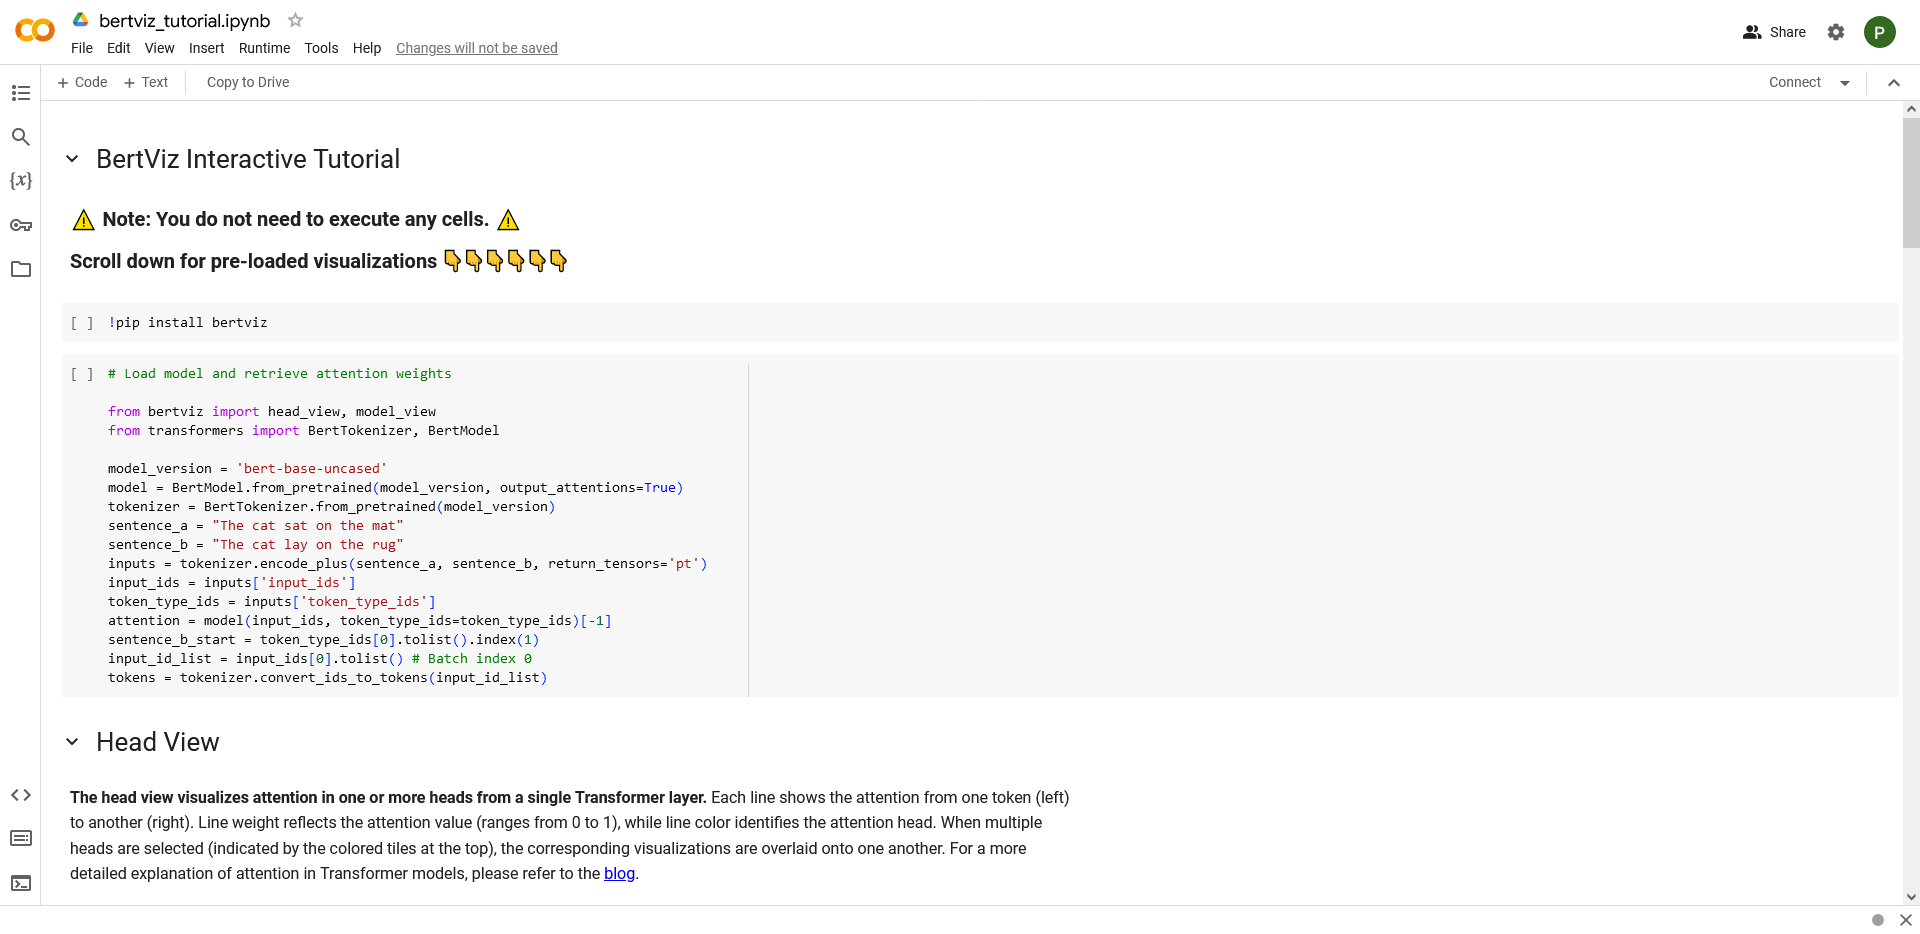 bertviz_tutorial.ipynb
File Edit View Insert Runtime Tools Help Changes will not be saved
Share
P
+ Code + Text Copy to Drive
Connect
{x}
BertViz Interactive Tutorial
⚠️ Note: You do not need to execute any cells. ⚠️
Scroll down for pre-loaded visualizations 👇👇👇👇👇👇
[ ] !pip install bertviz
[ ] # Load model and retrieve attention weights
from bertviz import head_view, model_view
from transformers import BertTokenizer, BertModel
model_version = 'bert-base-uncased'
model = BertModel.from_pretrained(model_version, output_attentions=True)
tokenizer = BertTokenizer.from_pretrained(model_version)
sentence_a = "The cat sat on the mat"
sentence_b = "The cat lay on the rug"
inputs = tokenizer.encode_plus(sentence_a, sentence_b, return_tensors='pt')
input_ids = inputs['input_ids']
token_type_ids = inputs['token_type_ids']
attention = model(input_ids, token_type_ids=token_type_ids)[-1]
sentence_b_start = token_type_ids[0].tolist().index(1)
input_id_list = input_ids[0].tolist() # Batch index 0
tokens = tokenizer.convert_ids_to_tokens(input_id_list)
Head View
The head view visualizes attention in one or more heads from a single Transformer layer. Each line shows the attention from one token (left)
to another (right). Line weight reflects the attention value (ranges from 0 to 1), while line color identifies the attention head. When multiple
heads are selected (indicated by the colored tiles at the top), the corresponding visualizations are overlaid onto one another. For a more
detailed explanation of attention in Transformer models, please refer to the blog.